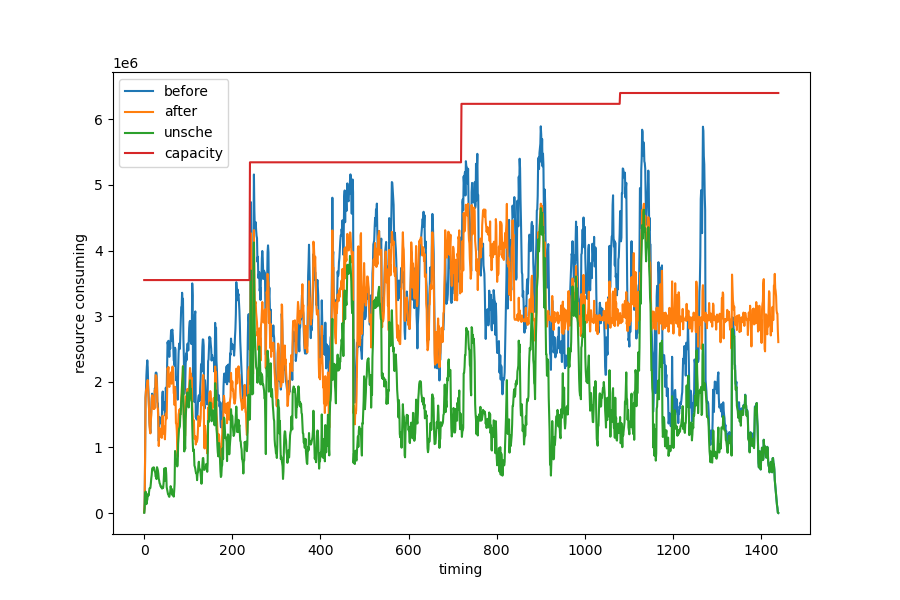 1e6
before
after
unsche
capacity
6
5
4
3
2
1
0
resource consuming
0 200 400 600 800 1000 1200 1400
timing